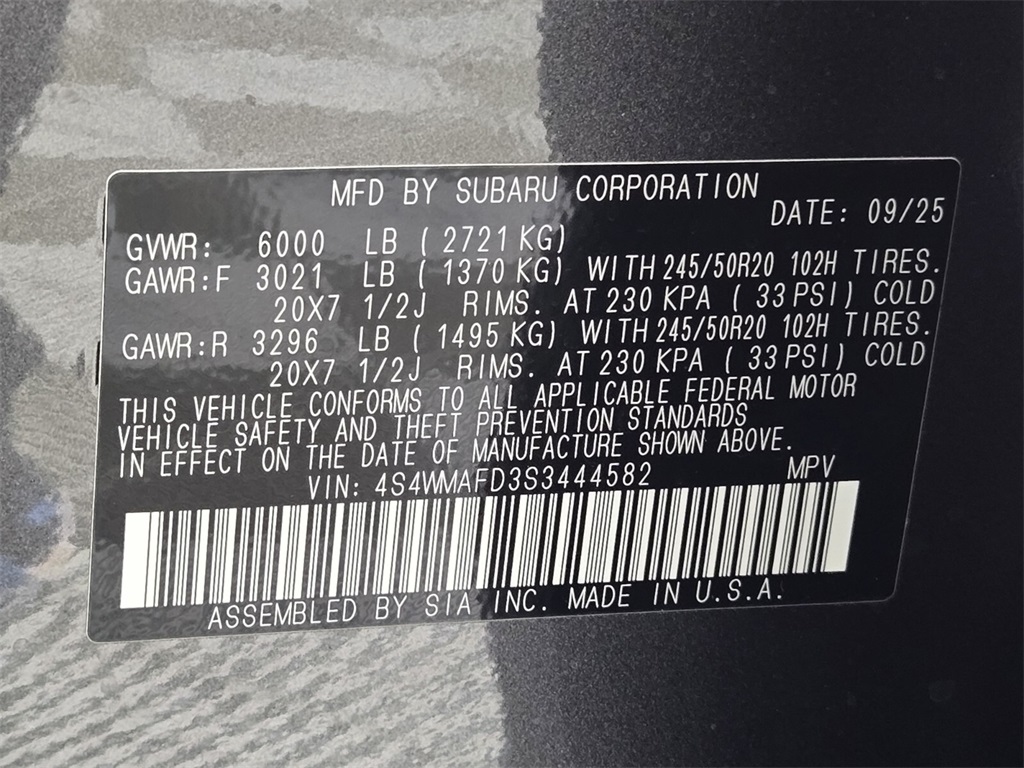 MFD BY SUBARU CORPORATION
DATE: 09/25
GVWR: 6000 LB ( 2721 KG)
GAWR:F 3021 LB ( 1370 KG) WITH 245/50R20 102H TIRES.
20X7 1/2J RIMS. AT 230 KPA ( 33 PSI) COLD
GAWR:R 3296 LB ( 1495 KG) WITH 245/50R20 102H TIRES.
20X7 1/2J RIMS. AT 230 KPA ( 33 PSI) COLD
THIS VEHICLE CONFORMS TO ALL APPLICABLE FEDERAL MOTOR
VEHICLE SAFETY AND THEFT PREVENTION STANDARDS
IN EFFECT ON THE DATE OF MANUFACTURE SHOWN ABOVE.
VIN: 4S4WMAFD3S3444582 MPV
ASSEMBLED BY SIA INC. MADE IN U.S.A.